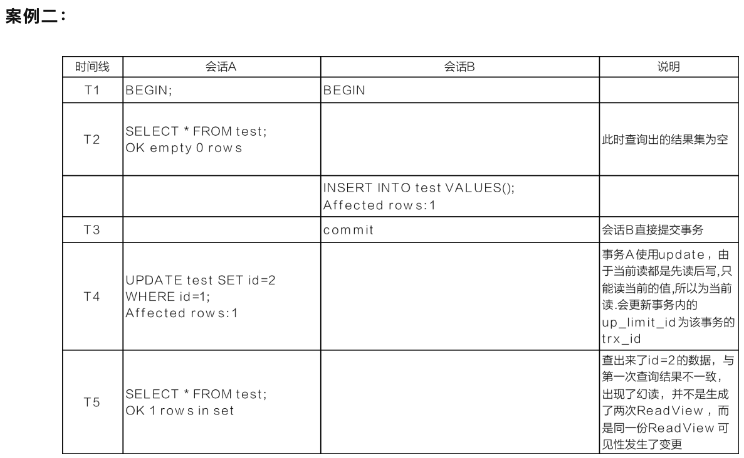 案例二：
时间线 会话A 会话B 说明
T1 BEGIN; BEGIN
T2 SELECT * FROM test;
OK empty 0 rows
此时查询出的结果集为空
INSERT INTO test VALUES();
Affected rows:1
T3 commit 会话B直接提交事务
T4 UPDATE test SET id=2
WHERE id=1;
Affected rows:1
事务A使用update，由
于当前读都是先读后写,只
能读当前的值,所以为当前
读.会更新事务内的
up_limit_id为该事务的
trx_id
T5 SELECT * FROM test;
OK 1 rows in set
查出来了id=2的数据，与
第一次查询结果不一致，
出现了幻读，并不是生成
了两次ReadView，而
是同一份ReadView可
见性发生了变更